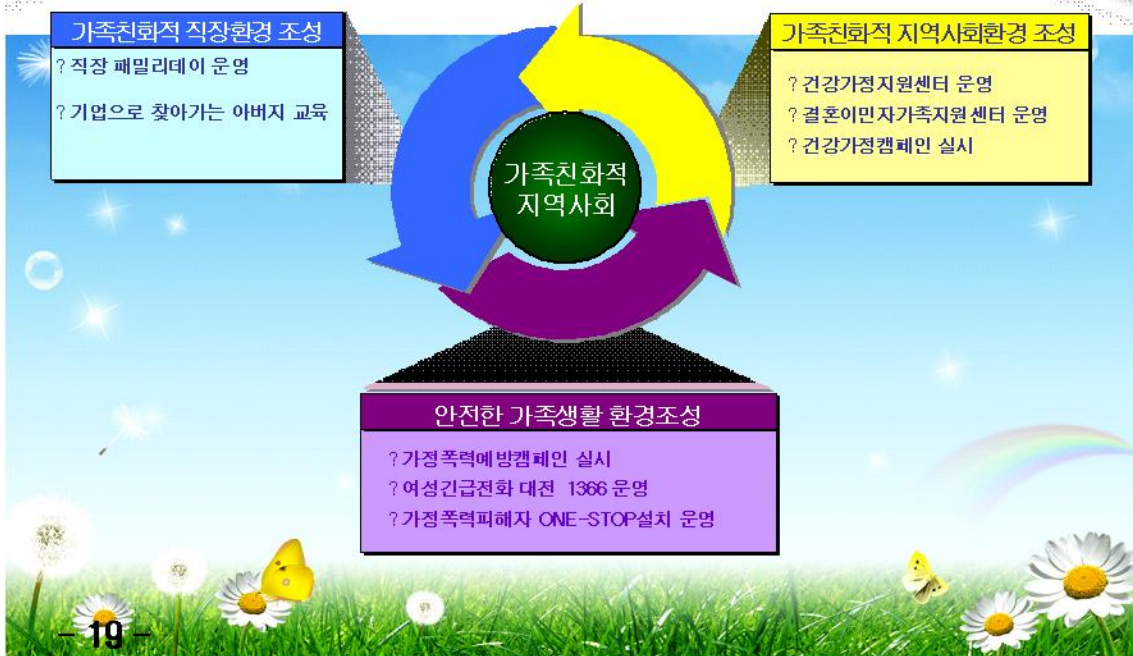 가족친화적 직장환경 조성
? 직장 패밀리데이 운영
? 기업으로 찾아가는 아버지 교육
가족친화적 지역사회환경 조성
? 건강가정지원센터 운영
? 결혼이민자가족지원센터 운영
? 건강가정캠페인 실시
가족친화적
지역사회
안전한 가족생활 환경조성
? 가정폭력예방캠페인 실시
? 여성긴급전화 대전 1366 운영
? 가정폭력피해자 ONE-STOP설치 운영
- 19 -